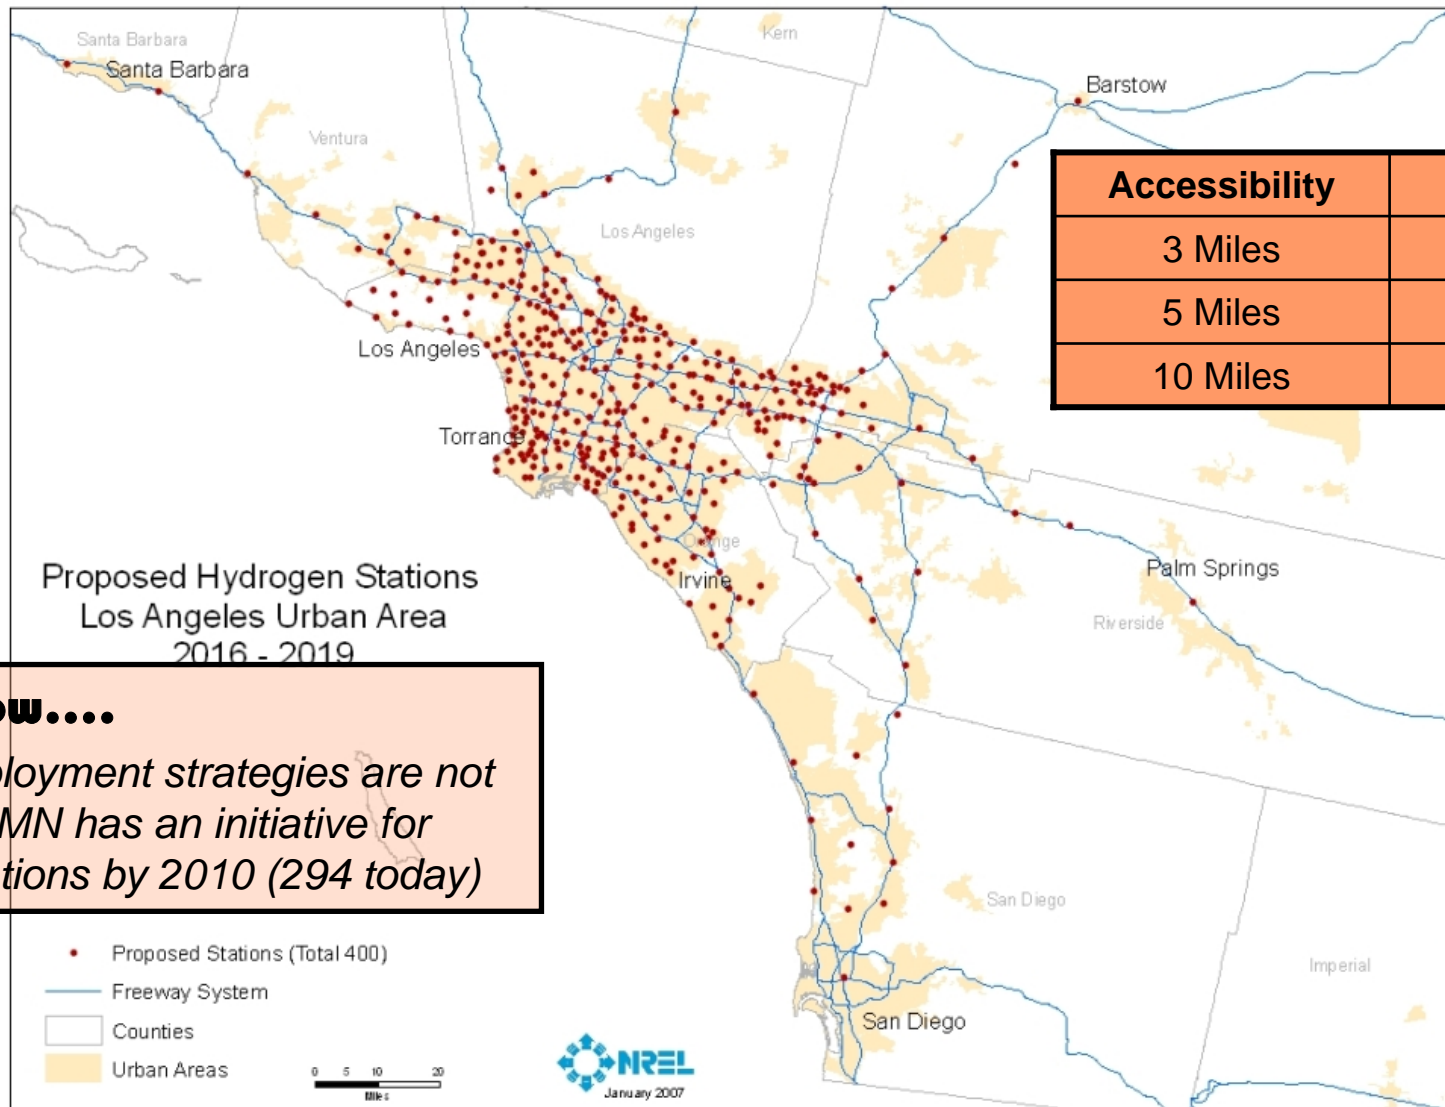 Santa Barbara
Santa Barbara
Kern
Barstow
Ventura
Los Angeles
Accessibility
3 Miles
5 Miles
10 Miles
Los Angeles
Torrance
Orange
Irvine
Palm Springs
Riverside
Proposed Hydrogen Stations
Los Angeles Urban Area
2016 - 2019
ow....
ployment strategies are not
MN has an initiative for
tions by 2010 (294 today)
San Diego
Imperial
San Diego
Proposed Stations (Total 400)
Freeway System
Counties
Urban Areas
0 5 10 20
Miles
NREL
January 2007